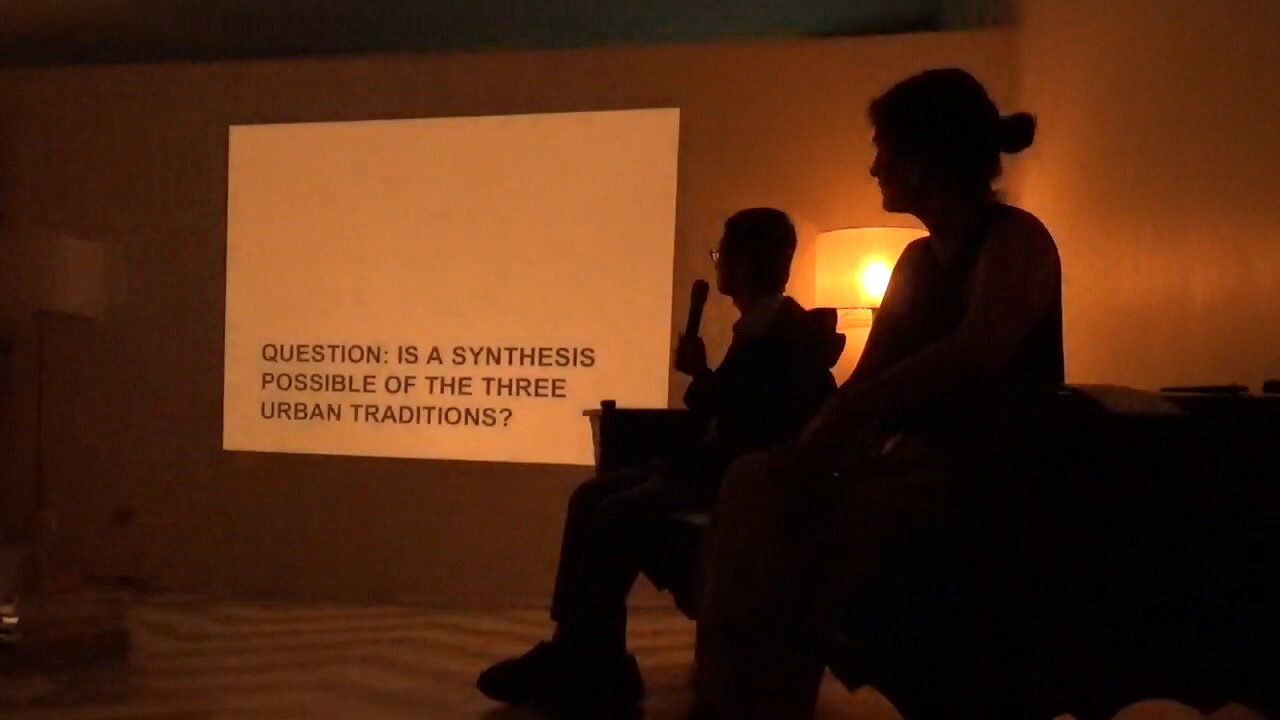 QUESTION: IS A SYNTHESIS
POSSIBLE OF THE THREE
URBAN TRADITIONS?